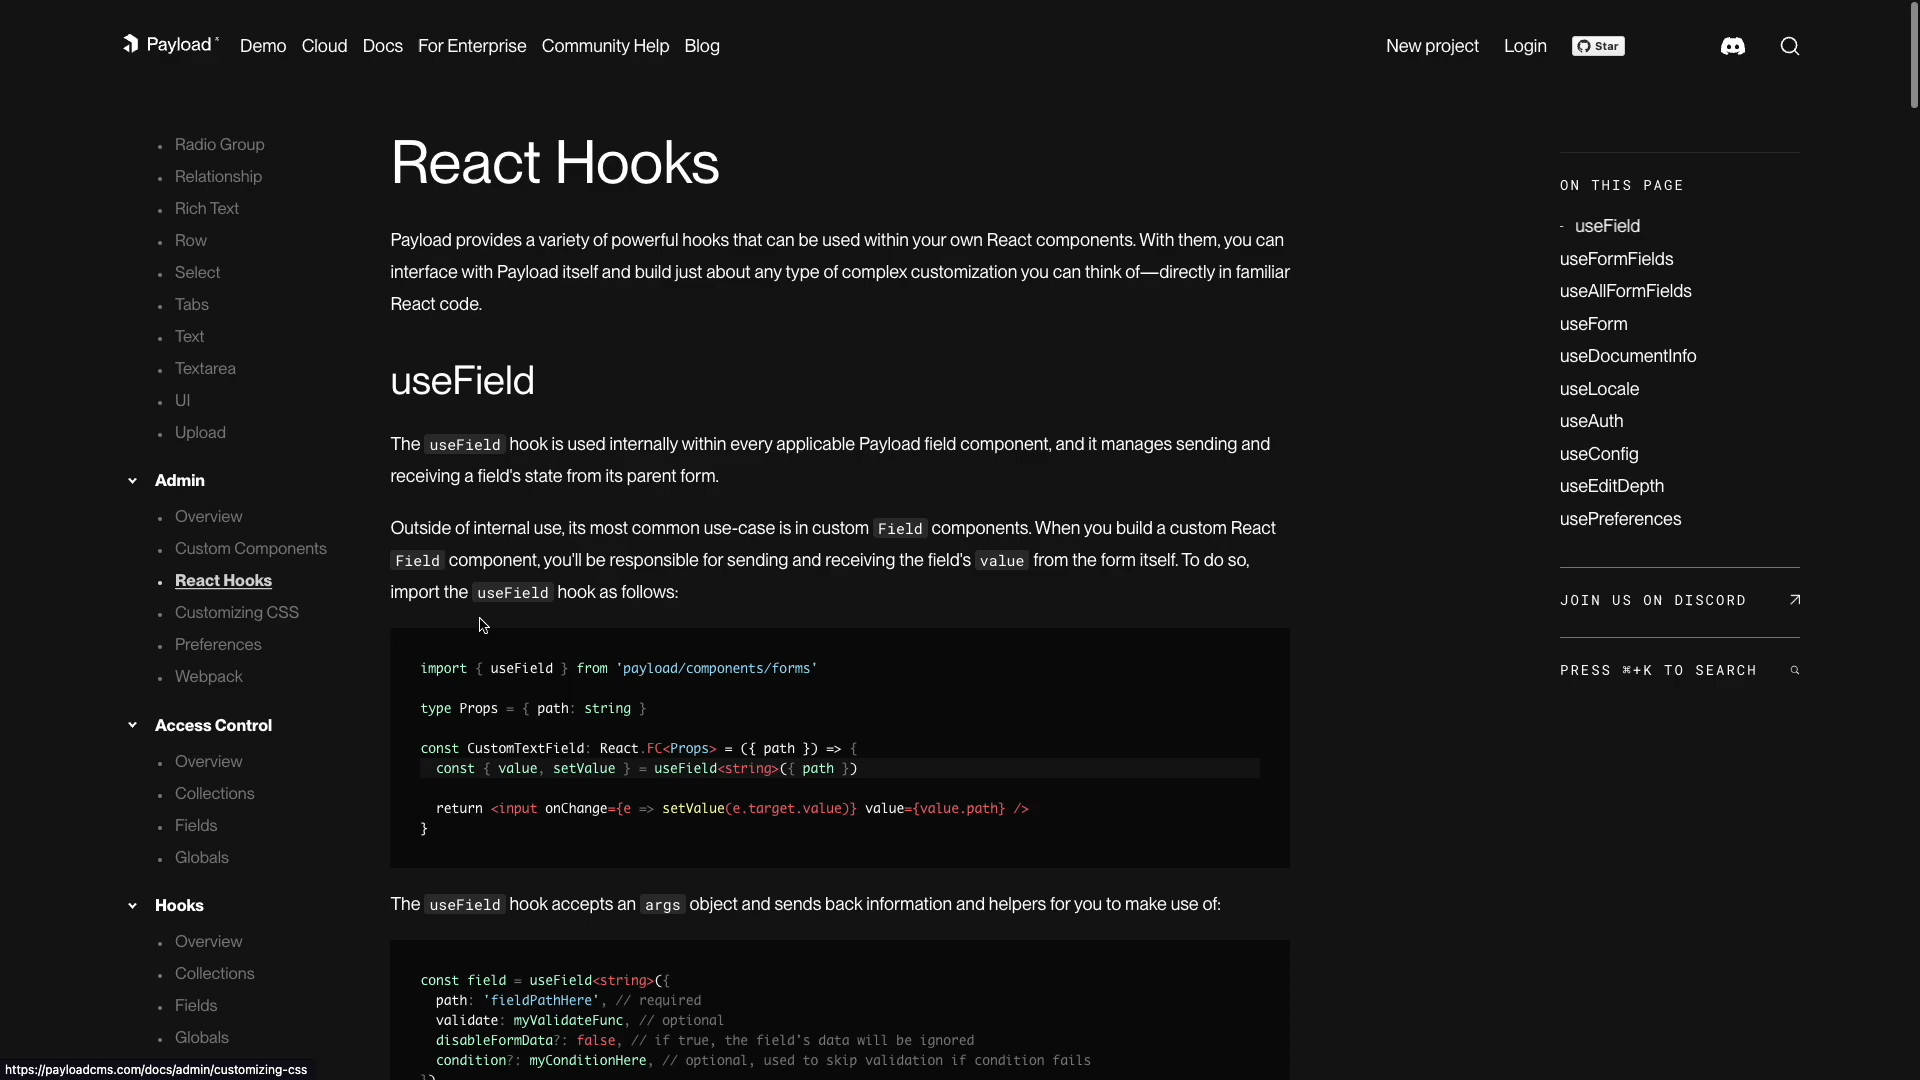 Payload
Demo
Cloud
Docs
For Enterprise
Community Help
Blog
New project
Login
Star
Radio Group
Relationship
Rich Text
Row
Select
Tabs
Text
Textarea
UI
Upload
Admin
Overview
Custom Components
React Hooks
Customizing CSS
Preferences
Webpack
Access Control
Overview
Collections
Fields
Globals
Hooks
Overview
Collections
Fields
Globals
https://payloadcms.com/docs/admin/customizing-css
React Hooks
Payload provides a variety of powerful hooks that can be used within your own React components. With them, you can
interface with Payload itself and build just about any type of complex customization you can think of—directly in familiar
React code.
useField
The useField hook is used internally within every applicable Payload field component, and it manages sending and
receiving a field's state from its parent form.
Outside of internal use, its most common use-case is in custom Field components. When you build a custom React
Field component, you'll be responsible for sending and receiving the field's value from the form itself. To do so,
import the useField hook as follows:
import { useField } from 'payload/components/forms'
type Props = { path: string }
const CustomTextField: React.FC<Props> = ({ path }) => {
const { value, setValue } = useField<string>({ path })
return <input onChange={e => setValue(e.target.value)} value={value.path} />
}
The useField hook accepts an args object and sends back information and helpers for you to make use of:
const field = useField<string>({
path: 'fieldPathHere', // required
validate: myValidateFunc, // optional
disableFormData?: false, // if true, the field's data will be ignored
condition?: myConditionHere, // optional, used to skip validation if condition fails
})
ON THIS PAGE
- useField
useFormFields
useAllFormFields
useForm
useDocumentInfo
useLocale
useAuth
useConfig
useEditDepth
usePreferences
JOIN US ON DISCORD
PRESS ⌘+K TO SEARCH